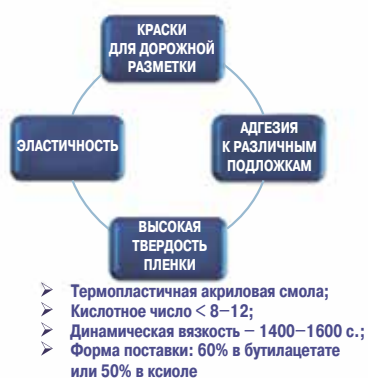 КРАСКИ
ДЛЯ ДОРОЖНОЙ
РАЗМЕТКИ
ЭЛАСТИЧНОСТЬ
АДГЕЗИЯ
К РАЗЛИЧНЫМ
ПОДЛОЖКАМ
ВЫСОКАЯ
ТВЕРДОСТЬ
ПЛЕНКИ
➢ Термопластичная акриловая смола;
➢ Кислотное число < 8–12;
➢ Динамическая вязкость – 1400–1600 с.;
➢ Форма поставки: 60% в бутилацетате
или 50% в ксиоле